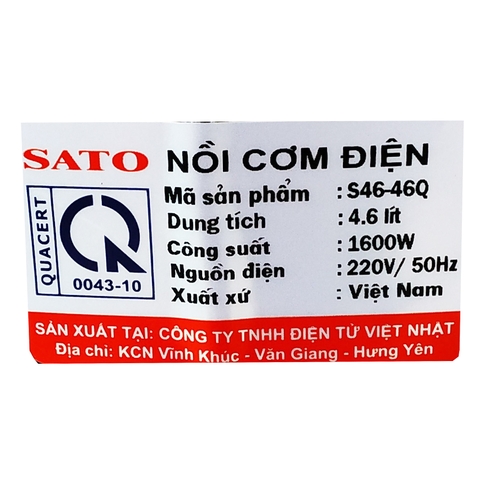 SATO NỒI CƠM ĐIỆN
Mã sản phẩm : S46-46Q
Dung tích : 4.6 lít
Công suất : 1600W
Nguồn điện : 220V/ 50Hz
Xuất xứ : Việt Nam
QUACERT
0043-10
SẢN XUẤT TẠI: CÔNG TY TNHH ĐIỆN TỬ VIỆT NHẬT
Địa chỉ: KCN Vĩnh Khúc - Văn Giang - Hưng Yên